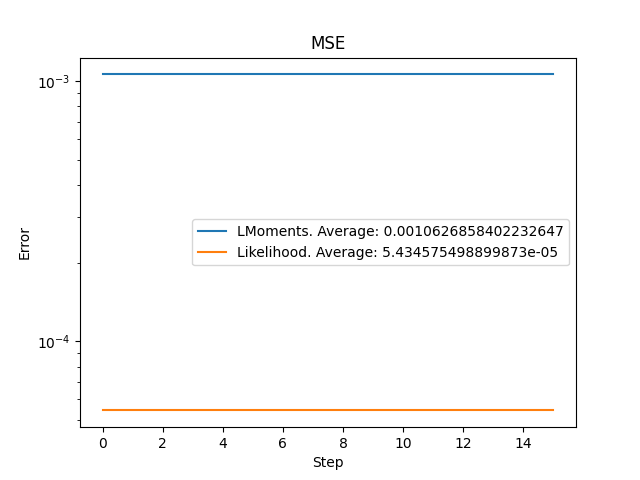 MSE
Error
10⁻³
10⁻⁴
LMoments. Average: 0.0010626858402232647
Likelihood. Average: 5.434575498899873e-05
0 2 4 6 8 10 12 14
Step